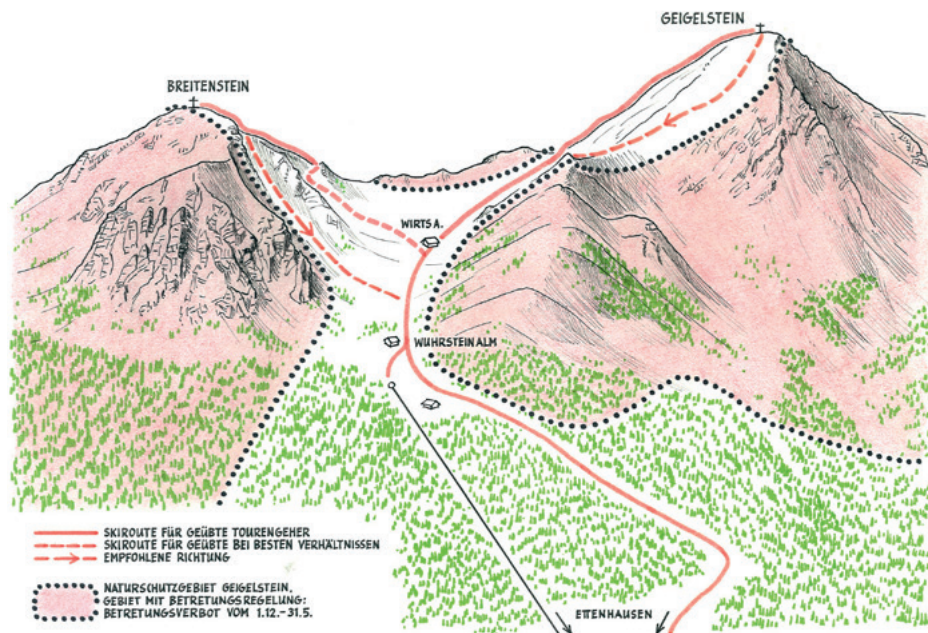 GEIGELSTEIN
BREITENSTEIN
WIRTS A.
WUHRSTEINALM
SKIROUTE FÜR GEÜBTE TOURENGEHER
SKIROUTE FÜR GEÜBTE BEI BESTEN VERHÄLTNISSEN
EMPFOHLENE RICHTUNG
NATURSCHUTZGEBIET GEIGELSTEIN,
GEBIET MIT BETRETUNGSREGELUNG:
BETRETUNGSVERBOT VOM 1.12.-31.5.
ETTENHAUSEN